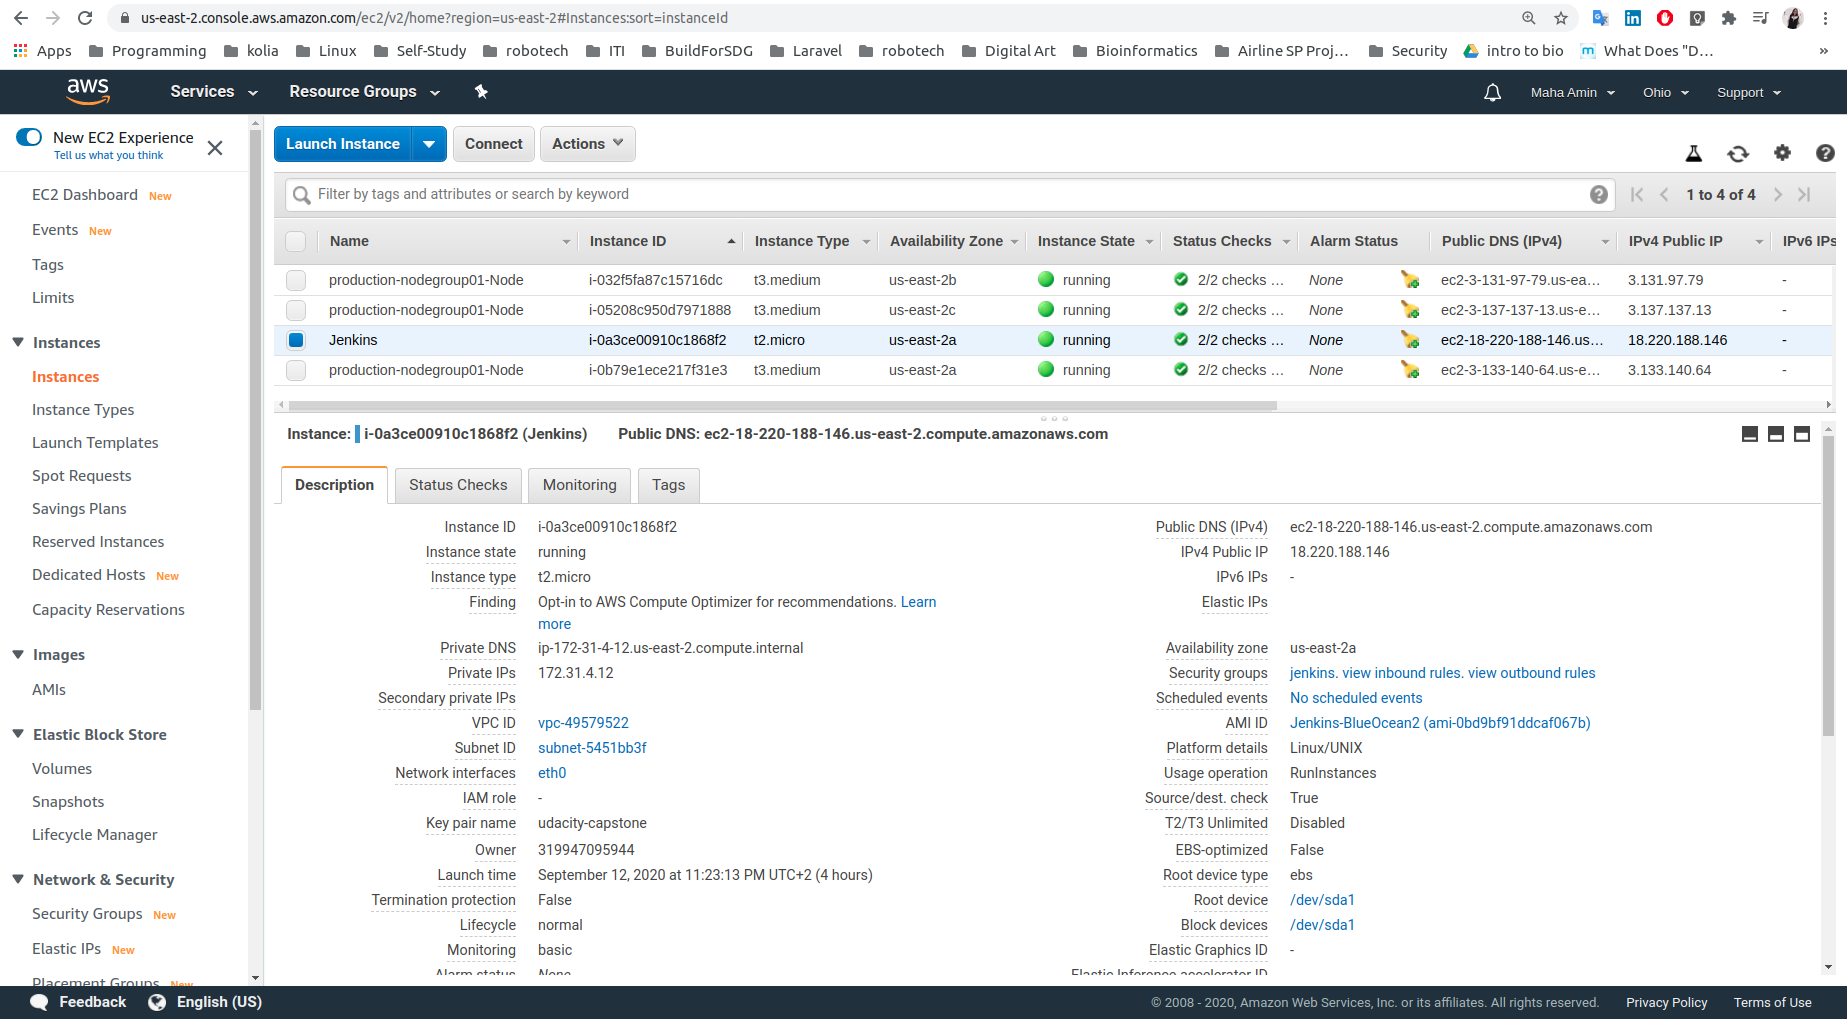 us-east-2.console.aws.amazon.com/ec2/v2/home?region=us-east-2#Instances:sort=instanceId
Apps Programming kolia Linux Self-Study robotech ITI BuildForSDG Laravel robotech Digital Art Bioinformatics Airline SP Proj... Security intro to bio What Does "D... »
aws Services Resource Groups Maha Amin Ohio Support
New EC2 Experience
Tell us what you think
EC2 Dashboard New
Events New
Tags
Limits
Instances
Instances
Instance Types
Launch Templates
Spot Requests
Savings Plans
Reserved Instances
Dedicated Hosts New
Capacity Reservations
Images
AMIs
Elastic Block Store
Volumes
Snapshots
Lifecycle Manager
Network & Security
Security Groups New
Elastic IPs New
Placement Groups New
Launch Instance Connect Actions
Filter by tags and attributes or search by keyword 1 to 4 of 4
Name Instance ID Instance Type Availability Zone Instance State Status Checks Alarm Status Public DNS (IPv4) IPv4 Public IP IPv6 IPs
production-nodegroup01-Node i-032f5fa87c15716dc t3.medium us-east-2b running 2/2 checks ... None ec2-3-131-97-79.us-ea... 3.131.97.79 -
production-nodegroup01-Node i-05208c950d7971888 t3.medium us-east-2c running 2/2 checks ... None ec2-3-137-137-13.us-e... 3.137.137.13 -
Jenkins i-0a3ce00910c1868f2 t2.micro us-east-2a running 2/2 checks ... None ec2-18-220-188-146.us... 18.220.188.146 -
production-nodegroup01-Node i-0b79e1ece217f31e3 t3.medium us-east-2a running 2/2 checks ... None ec2-3-133-140-64.us-e... 3.133.140.64 -
Instance: i-0a3ce00910c1868f2 (Jenkins) Public DNS: ec2-18-220-188-146.us-east-2.compute.amazonaws.com
Description Status Checks Monitoring Tags
Instance ID i-0a3ce00910c1868f2
Instance state running
Instance type t2.micro
Finding Opt-in to AWS Compute Optimizer for recommendations. Learn
more
Private DNS ip-172-31-4-12.us-east-2.compute.internal
Private IPs 172.31.4.12
Secondary private IPs
VPC ID vpc-49579522
Subnet ID subnet-5451bb3f
Network interfaces eth0
IAM role -
Key pair name udacity-capstone
Owner 319947095944
Launch time September 12, 2020 at 11:23:13 PM UTC+2 (4 hours)
Termination protection False
Lifecycle normal
Monitoring basic
Alarm status None
Public DNS (IPv4) ec2-18-220-188-146.us-east-2.compute.amazonaws.com
IPv4 Public IP 18.220.188.146
IPv6 IPs -
Elastic IPs
Availability zone us-east-2a
Security groups jenkins. view inbound rules. view outbound rules
Scheduled events No scheduled events
AMI ID Jenkins-BlueOcean2 (ami-0bd9bf91ddcaf067b)
Platform details Linux/UNIX
Usage operation RunInstances
Source/dest. check True
T2/T3 Unlimited Disabled
EBS-optimized False
Root device type ebs
Root device /dev/sda1
Block devices /dev/sda1
Elastic Graphics ID -
Elastic Inference accelerator ID
Feedback English (US) © 2008 - 2020, Amazon Web Services, Inc. or its affiliates. All rights reserved. Privacy Policy Terms of Use